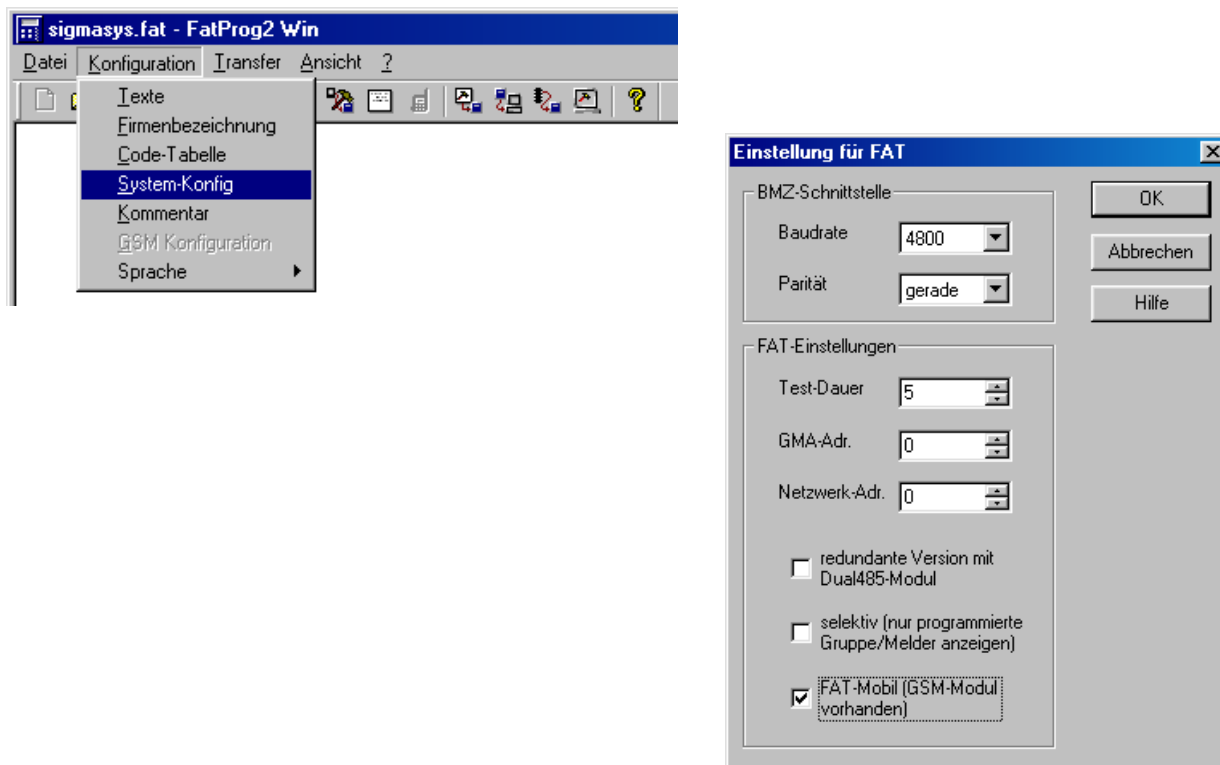 sigmasys.fat - FatProg2 Win
Datei Konfiguration Transfer Ansicht ?
Texte
Firmenbezeichnung
Code-Tabelle
System-Konfig
Kommentar
GSM Konfiguration
Sprache
Einstellung für FAT
BMZ-Schnittstelle
Baudrate 4800
Parität gerade
OK
Abbrechen
Hilfe
FAT-Einstellungen
Test-Dauer 5
GMA-Adr. 0
Netzwerk-Adr. 0
redundante Version mit
Dual485-Modul
selektiv (nur programmierte
Gruppe/Melder anzeigen)
FAT-Mobil (GSM-Modul
vorhanden)